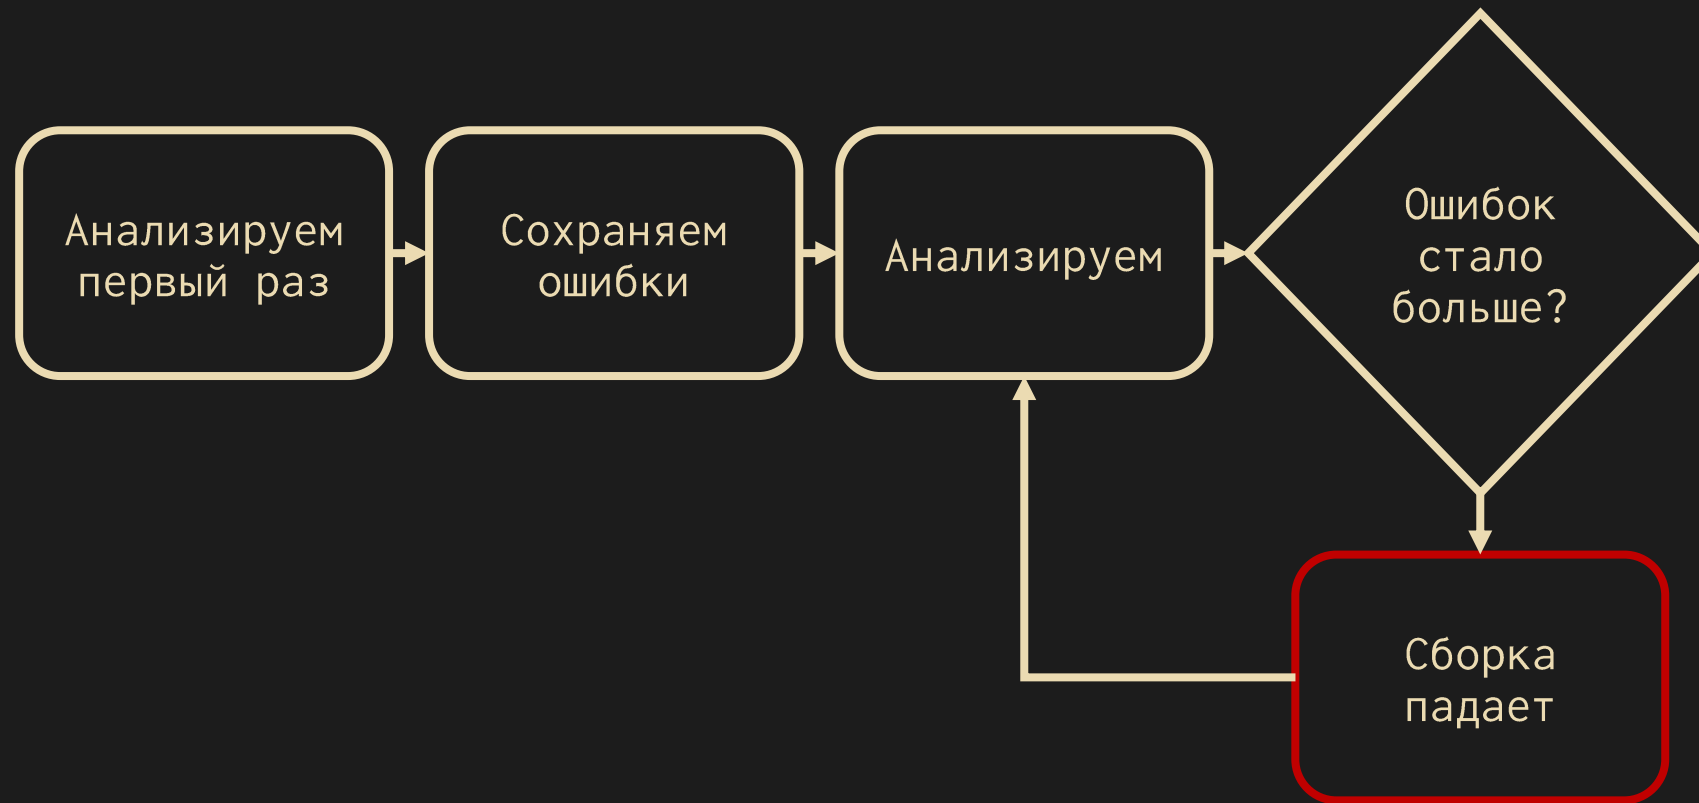 Анализируем
первый раз
Сохраняем
ошибки
Анализируем
Ошибок
стало
больше?
Сборка
падает